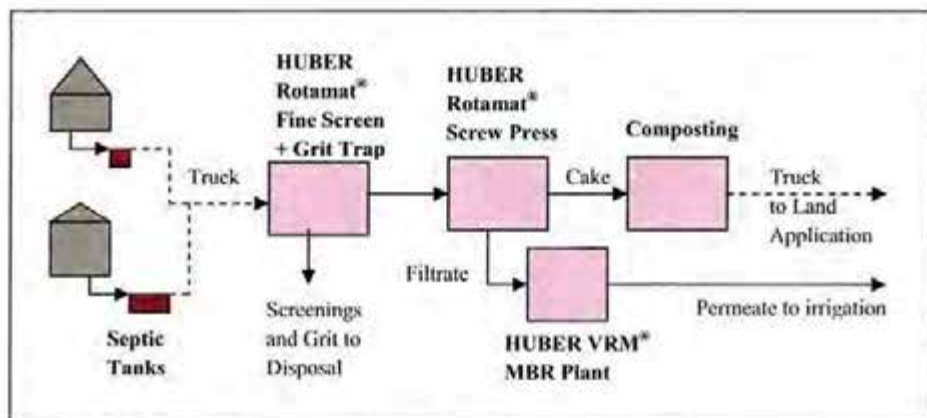 HUBER
Rotamat®
Fine Screen
+ Grit Trap
HUBER
Rotamat®
Screw Press
Composting
Truck
Cake
Truck
to Land
Application
Filtrate
Permeate to irrigation
Screenings
and Grit to
Disposal
Septic
Tanks
HUBER VRM®
MBR Plant